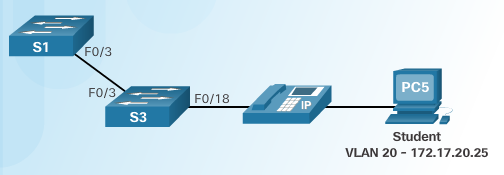 S1
F0/3
F0/3
S3
F0/18
IP
PC5
Student
VLAN 20 - 172.17.20.25